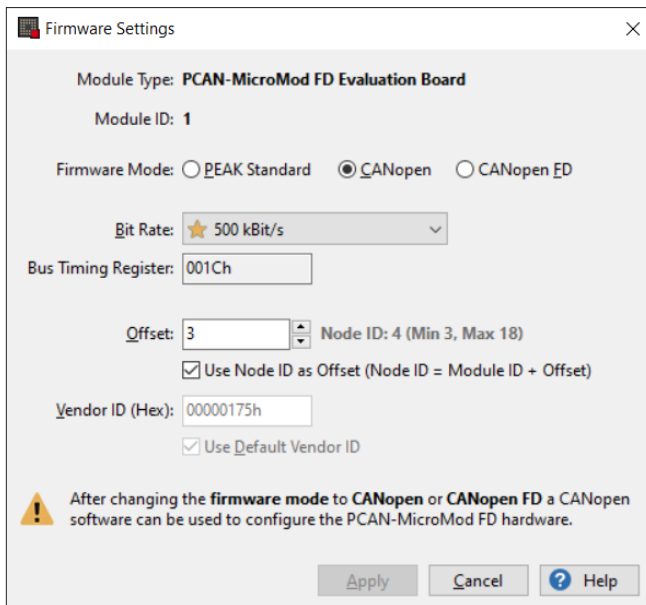 Firmware Settings
Module Type: PCAN-MicroMod FD Evaluation Board
Module ID: 1
Firmware Mode: PEAK Standard CANopen CANopen FD
Bit Rate: 500 kBit/s
Bus Timing Register: 001Ch
Offset: 3 Node ID: 4 (Min 3, Max 18)
Use Node ID as Offset (Node ID = Module ID + Offset)
Vendor ID (Hex): 00000175h
Use Default Vendor ID
After changing the firmware mode to CANopen or CANopen FD a CANopen
software can be used to configure the PCAN-MicroMod FD hardware.
Apply Cancel ? Help